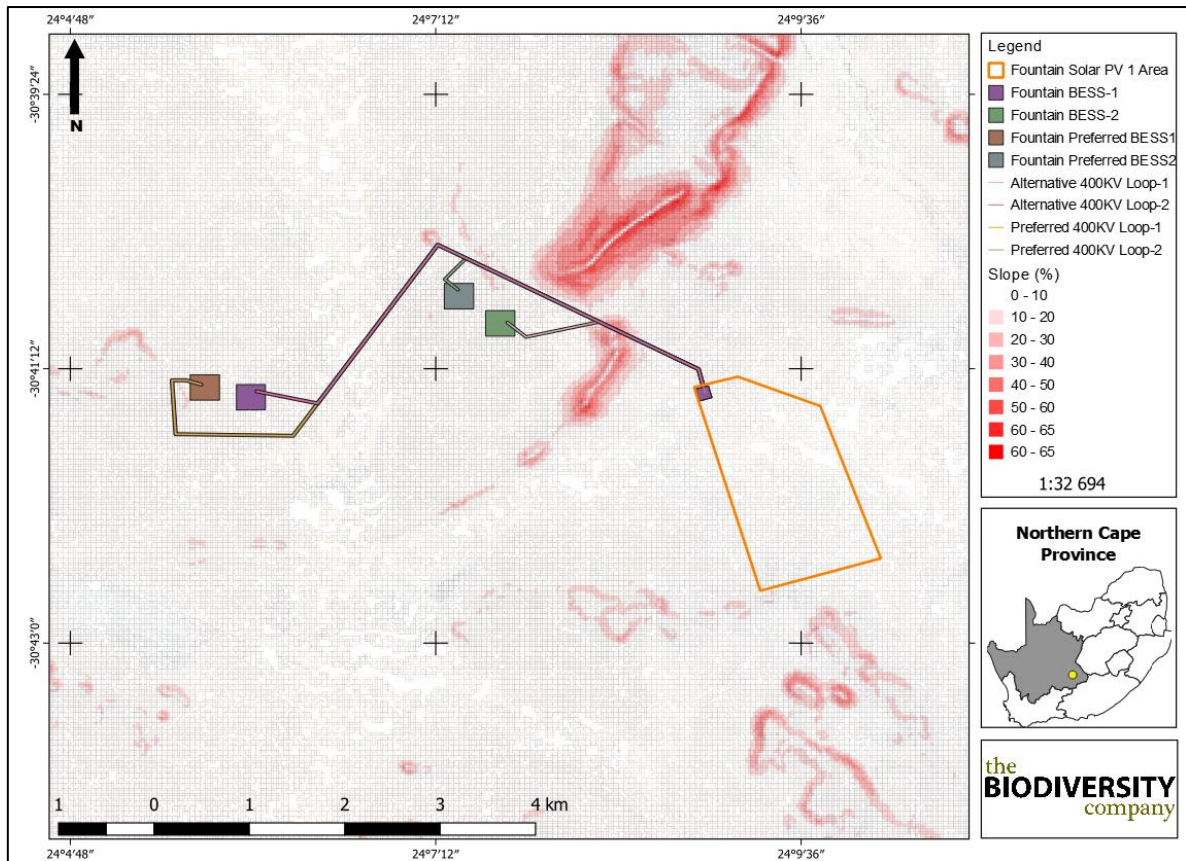 24°4'48" 24°7'12" 24°9'36"
-30°39'24"
-30°41'12"
-30°43'0"
N
1 0 1 2 3 4 km
24°4'48" 24°7'12" 24°9'36"
Legend
Fountain Solar PV 1 Area
Fountain BESS-1
Fountain BESS-2
Fountain Preferred BESS1
Fountain Preferred BESS2
Alternative 400KV Loop-1
Alternative 400KV Loop-2
Preferred 400KV Loop-1
Preferred 400KV Loop-2
Slope (%)
0 - 10
10 - 20
20 - 30
30 - 40
40 - 50
50 - 60
60 - 65
60 - 65
1:32 694
Northern Cape
Province
the
BIODIVERSITY
company